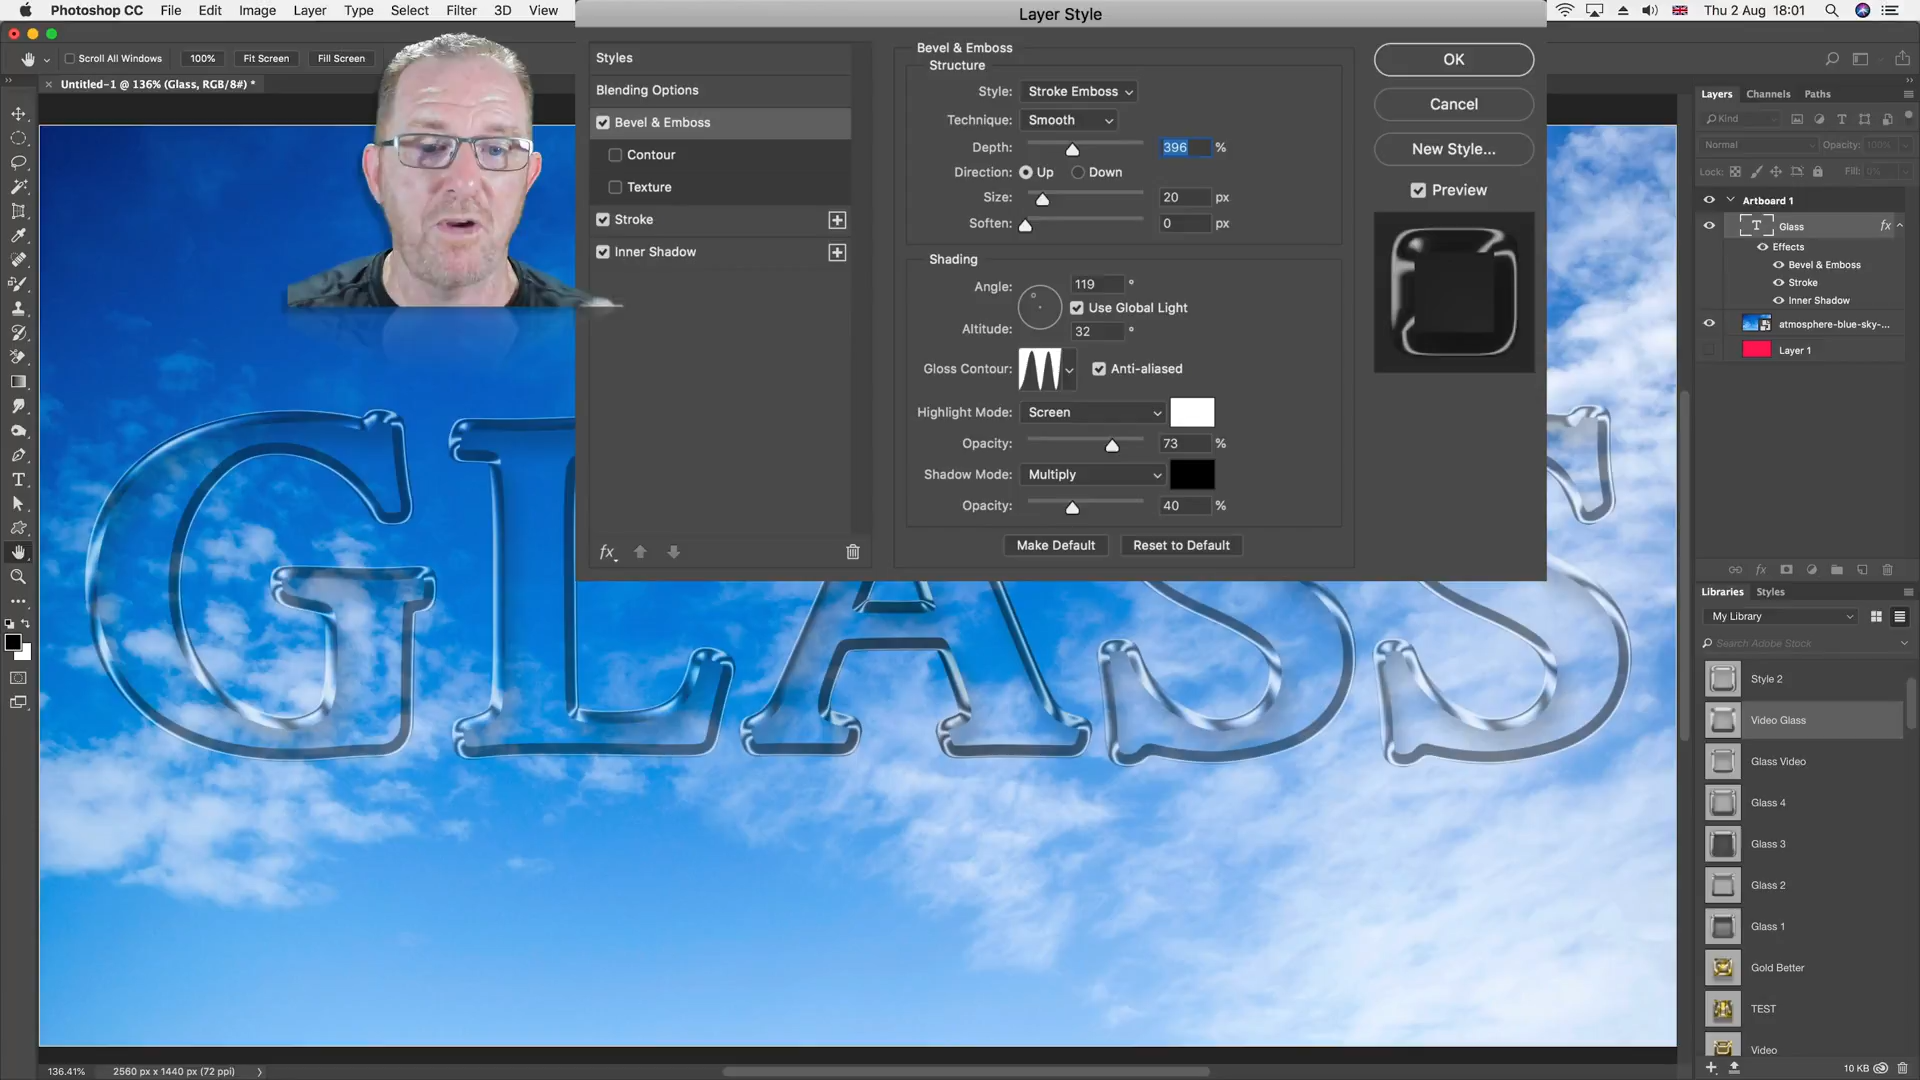 Photoshop CC File Edit Image Layer Type Select Filter 3D View
Thu 2 Aug 18:01
Layer Style
Scroll All Windows 100% Fit Screen Fill Screen
Untitled-1 @ 136% (Glass, RGB/8#) *
Styles
Blending Options
Bevel & Emboss
Contour
Texture
Stroke
Inner Shadow
fx
Bevel & Emboss
Structure
Style: Stroke Emboss
Technique: Smooth
Depth: 396 %
Direction: Up Down
Size: 20 px
Soften: 0 px
Shading
Angle: 119 °
Use Global Light
Altitude: 32 °
Gloss Contour: Anti-aliased
Highlight Mode: Screen
Opacity: 73 %
Shadow Mode: Multiply
Opacity: 40 %
Make Default Reset to Default
OK
Cancel
New Style...
Preview
GLASS
Layers Channels Paths
Kind
Normal Opacity: 100%
Lock: Fill:
Artboard 1
T Glass fx
Effects
Bevel & Emboss
Stroke
Inner Shadow
atmosphere-blue-sky-...
Layer 1
fx
Libraries Styles
My Library
Search Adobe Stock
Style 2
Video Glass
Glass Video
Glass 4
Glass 3
Glass 2
Glass 1
Gold Better
TEST
Video
10 KB
136.41% 2560 px x 1440 px (72 ppi)